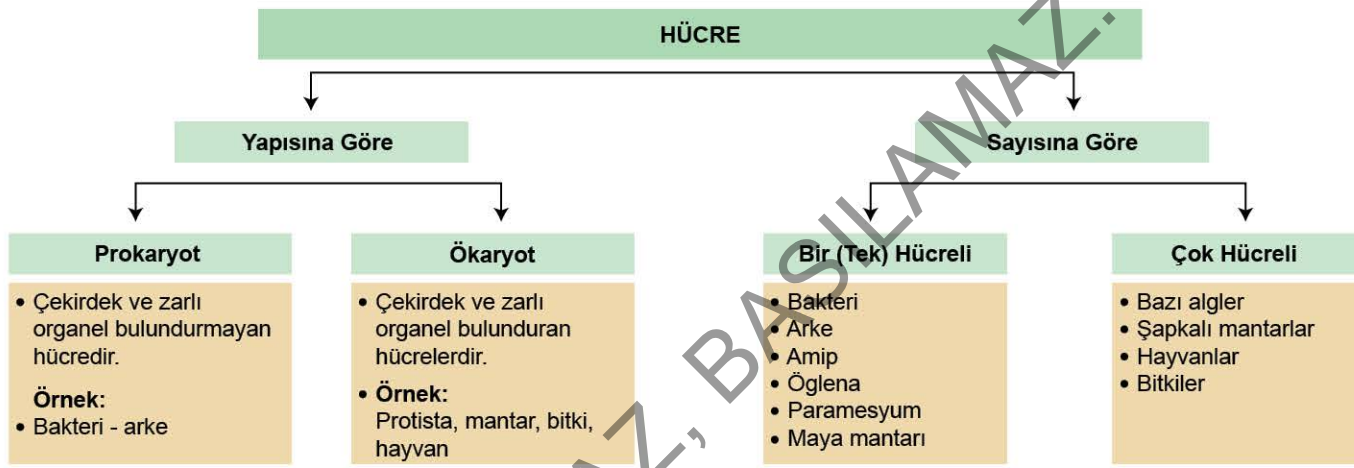 HÜCRE
Yapısına Göre
Sayısına Göre
Prokaryot
• Çekirdek ve zarlı
organel bulundurmayan
hücredir.
Örnek:
• Bakteri - arke
Ökaryot
• Çekirdek ve zarlı
organel bulunduran
hücrelerdir.
• Örnek:
Protista, mantar, bitki,
hayvan
Bir (Tek) Hücreli
• Bakteri
• Arke
• Amip
• Öglena
• Paramesyum
• Maya mantarı
Çok Hücreli
• Bazı algler
• Şapkalı mantarlar
• Hayvanlar
• Bitkiler
BASILAMAZ.